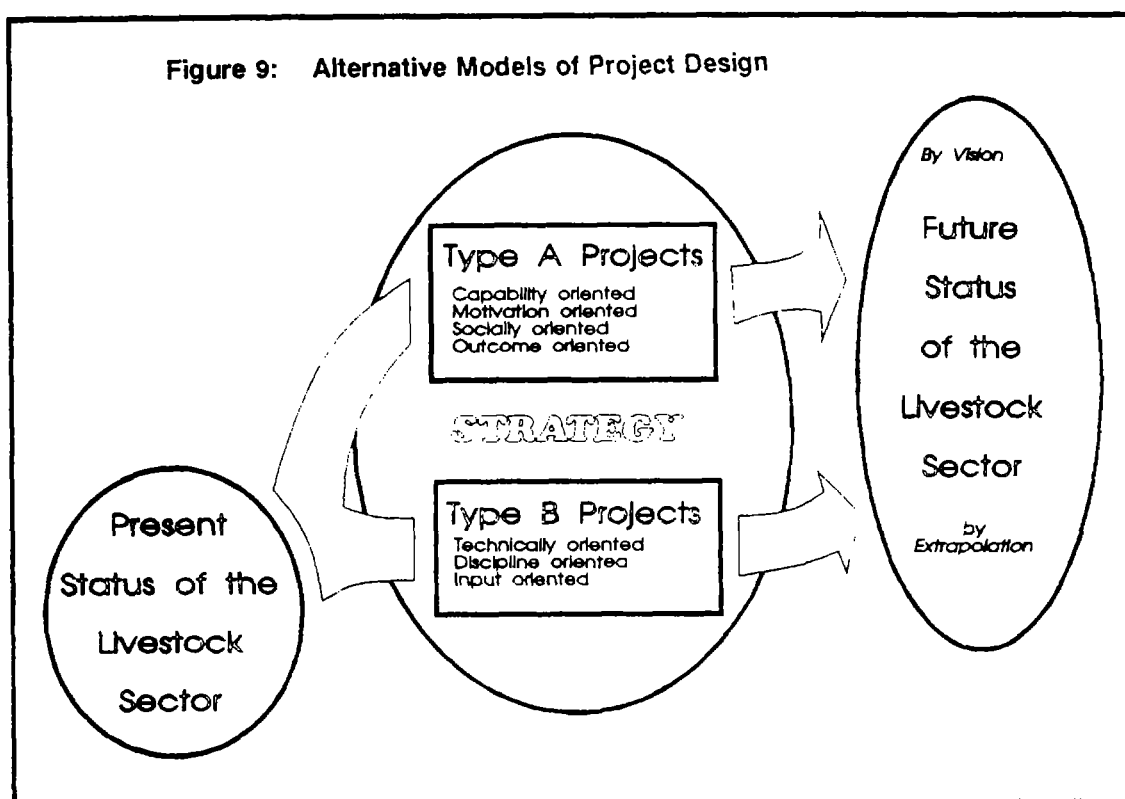 Figure 9: Alternative Models of Project Design
By Vision
Future
Status
of the
Livestock
Sector
by
Extrapolation
Type A Projects
Capability oriented
Motivation oriented
Socially oriented
Outcome oriented
STRATEGY
Type B Projects
Technically oriented
Discipline oriented
Input oriented
Present
Status of the
Livestock
Sector